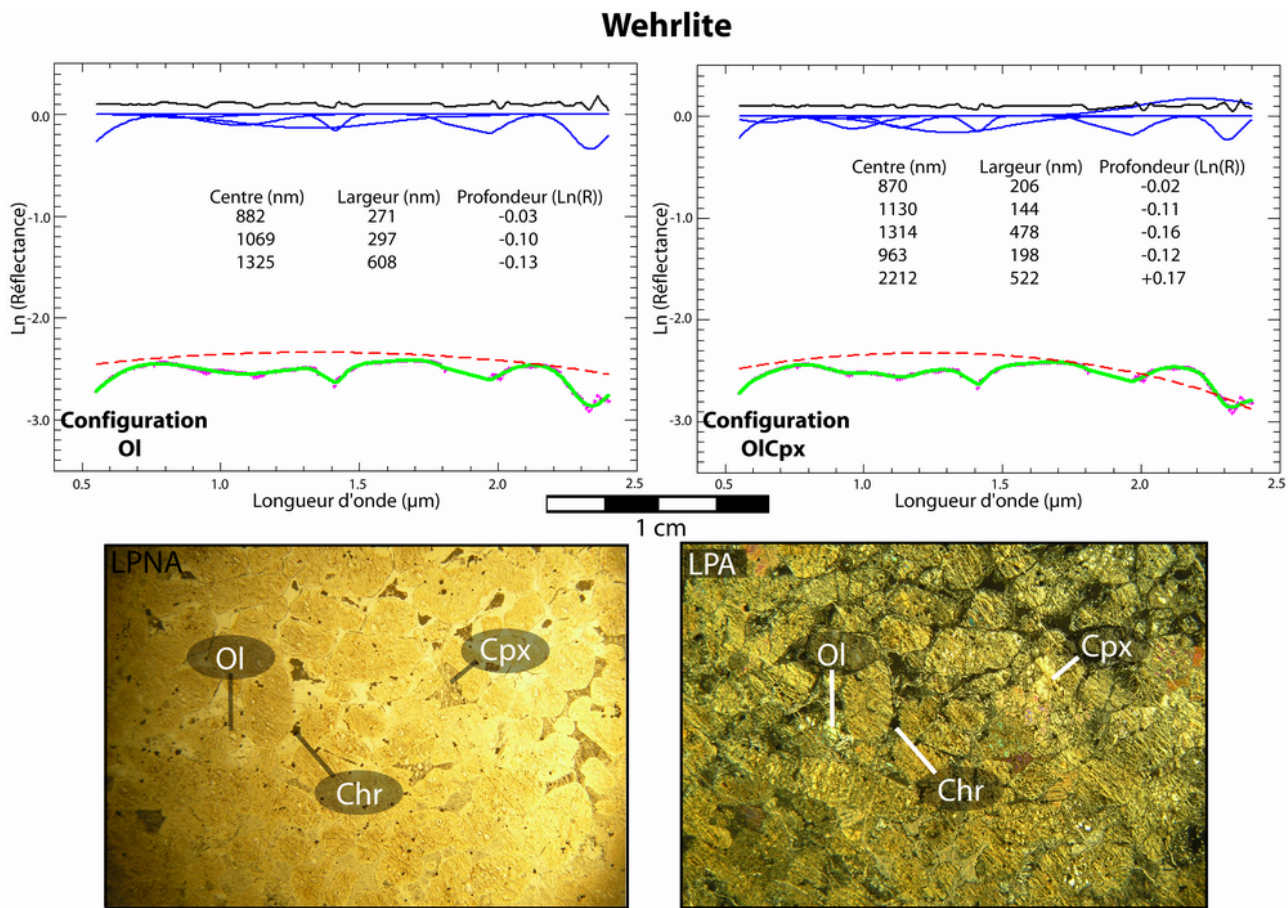 Wehrlite
Ln (Réflectance)
0.0
-1.0
-2.0
-3.0
Centre (nm) Largeur (nm) Profondeur (Ln(R))
882 271 -0.03
1069 297 -0.10
1325 608 -0.13
Configuration
Ol
0.5 1.0 1.5 2.0 2.5
Longueur d'onde (µm)
Ln (Réflectance)
0.0
-1.0
-2.0
-3.0
Centre (nm) Largeur (nm) Profondeur (Ln(R))
870 206 -0.02
1130 144 -0.11
1314 478 -0.16
963 198 -0.12
2212 522 +0.17
Configuration
OlCpx
0.5 1.0 1.5 2.0 2.5
Longueur d'onde (µm)
1 cm
LPNA
Ol
Cpx
Chr
LPA
Ol
Cpx
Chr